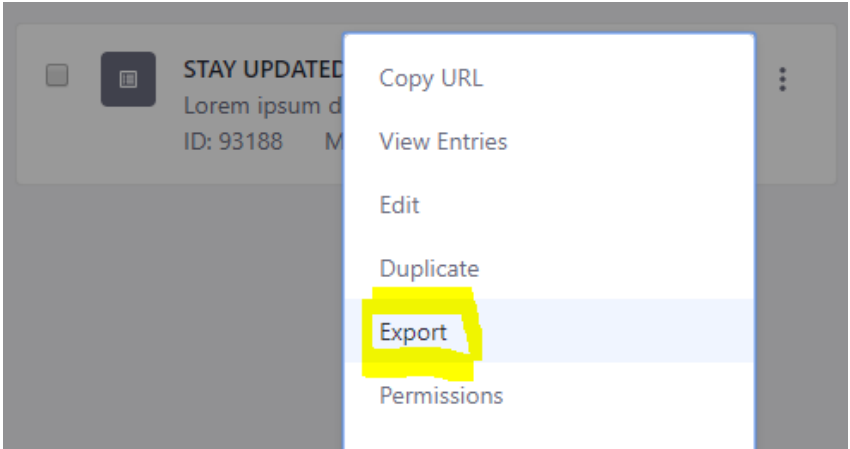 STAY UPDATED
Lorem ipsum d
ID: 93188 M
Copy URL
View Entries
Edit
Duplicate
Export
Permissions